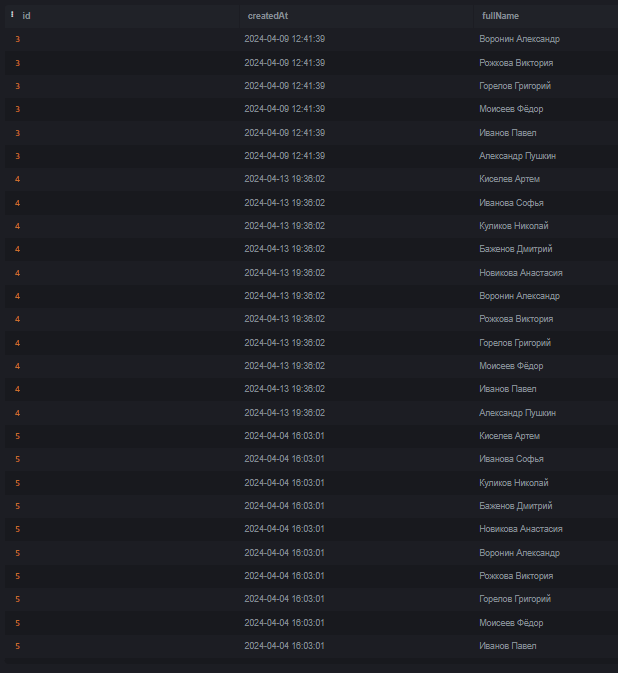 ! id createdAt fullName
3 2024-04-09 12:41:39 Воронин Александр
3 2024-04-09 12:41:39 Рожкова Виктория
3 2024-04-09 12:41:39 Горелов Григорий
3 2024-04-09 12:41:39 Моисеев Фёдор
3 2024-04-09 12:41:39 Иванов Павел
3 2024-04-09 12:41:39 Александр Пушкин
4 2024-04-13 19:36:02 Киселев Артем
4 2024-04-13 19:36:02 Иванова Софья
4 2024-04-13 19:36:02 Куликов Николай
4 2024-04-13 19:36:02 Баженов Дмитрий
4 2024-04-13 19:36:02 Новикова Анастасия
4 2024-04-13 19:36:02 Воронин Александр
4 2024-04-13 19:36:02 Рожкова Виктория
4 2024-04-13 19:36:02 Горелов Григорий
4 2024-04-13 19:36:02 Моисеев Фёдор
4 2024-04-13 19:36:02 Иванов Павел
4 2024-04-13 19:36:02 Александр Пушкин
5 2024-04-04 16:03:01 Киселев Артем
5 2024-04-04 16:03:01 Иванова Софья
5 2024-04-04 16:03:01 Куликов Николай
5 2024-04-04 16:03:01 Баженов Дмитрий
5 2024-04-04 16:03:01 Новикова Анастасия
5 2024-04-04 16:03:01 Воронин Александр
5 2024-04-04 16:03:01 Рожкова Виктория
5 2024-04-04 16:03:01 Горелов Григорий
5 2024-04-04 16:03:01 Моисеев Фёдор
5 2024-04-04 16:03:01 Иванов Павел